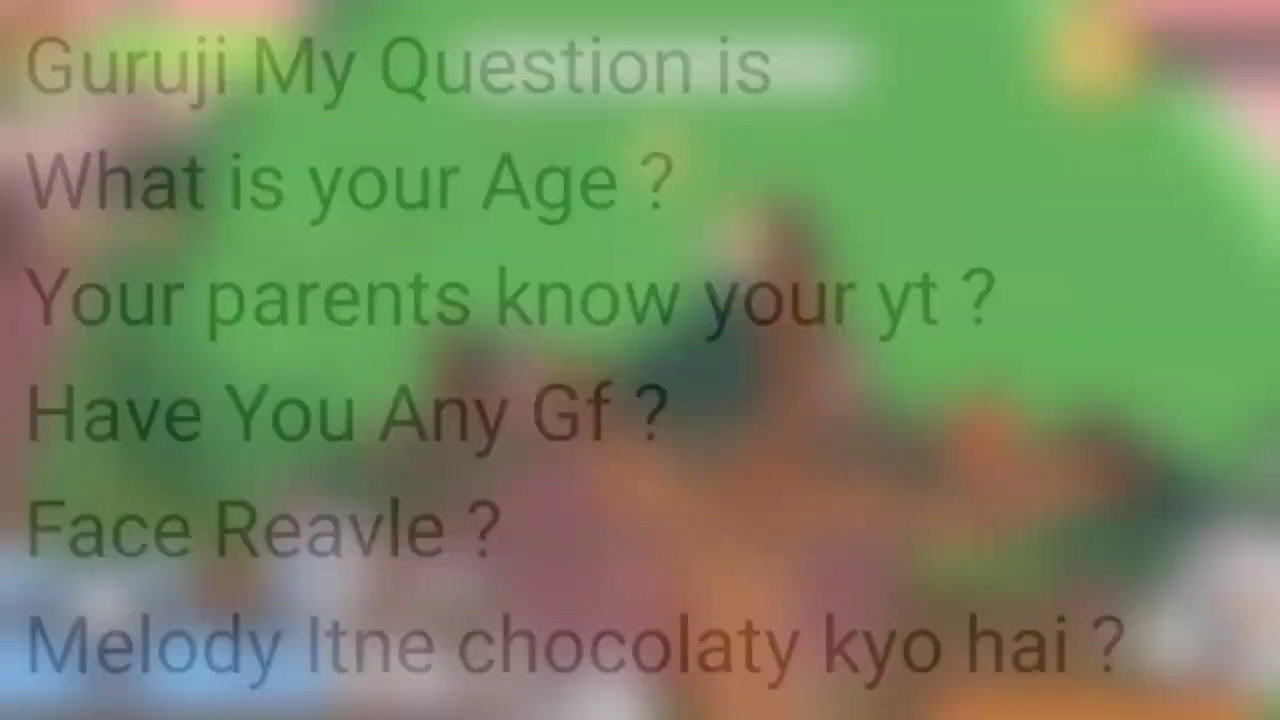 Guruji My Question is
What is your Age ?
Your parents know your yt ?
Have You Any Gf ?
Face Reavle ?
Melody Itne chocolaty kyo hai ?